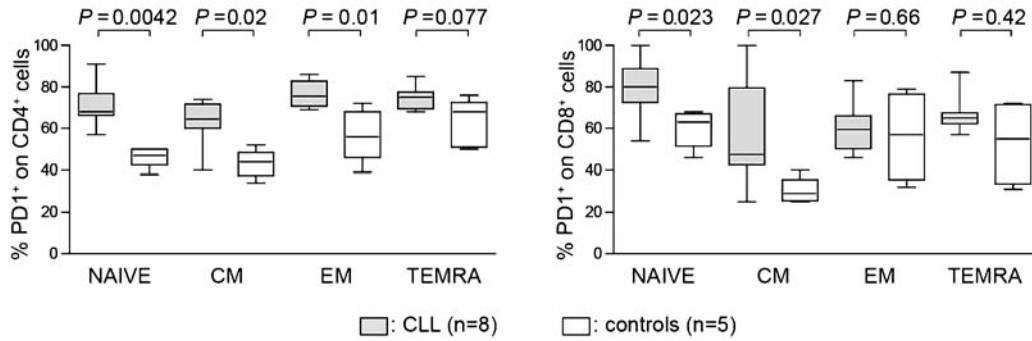 P = 0.0042 P = 0.02 P = 0.01 P = 0.077
% PD1+ on CD4+ cells
100
80
60
40
20
0
NAIVE CM EM TEMRA
P = 0.023 P = 0.027 P = 0.66 P = 0.42
% PD1+ on CD8+ cells
100
80
60
40
20
0
NAIVE CM EM TEMRA
: CLL (n=8) : controls (n=5)